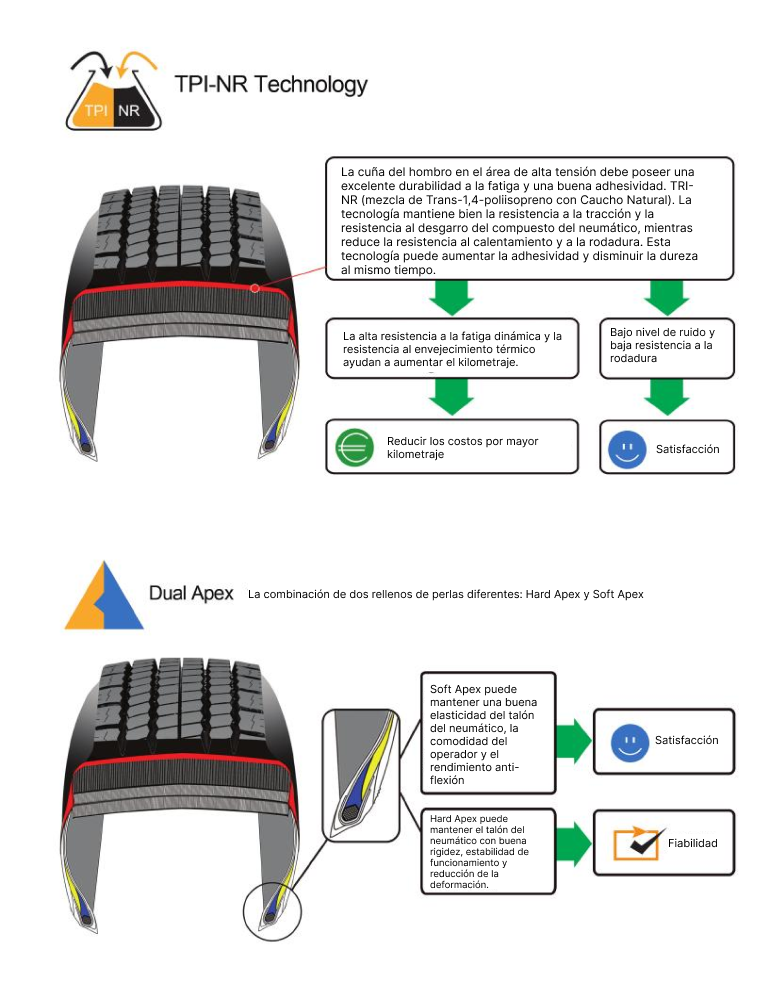 TPI-NR Technology
TPI NR
La cuña del hombro en el área de alta tensión debe poseer una
excelente durabilidad a la fatiga y una buena adhesividad. TRI-
NR (mezcla de Trans-1,4-poliisopreno con Caucho Natural). La
tecnología mantiene bien la resistencia a la tracción y la
resistencia al desgarro del compuesto del neumático, mientras
reduce la resistencia al calentamiento y a la rodadura. Esta
tecnología puede aumentar la adhesividad y disminuir la dureza
al mismo tiempo.
La alta resistencia a la fatiga dinámica y la
resistencia al envejecimiento térmico
ayudan a aumentar el kilometraje.
Bajo nivel de ruido y
baja resistencia a la
rodadura
Reducir los costos por mayor
kilometraje
Satisfacción
Dual Apex La combinación de dos rellenos de perlas diferentes: Hard Apex y Soft Apex
Soft Apex puede
mantener una buena
elasticidad del talón
del neumático, la
comodidad del
operador y el
rendimiento anti-
flexión
Satisfacción
Hard Apex puede
mantener el talón del
neumático con buena
rigidez, estabilidad de
funcionamiento y
reducción de la
deformación.
Fiabilidad